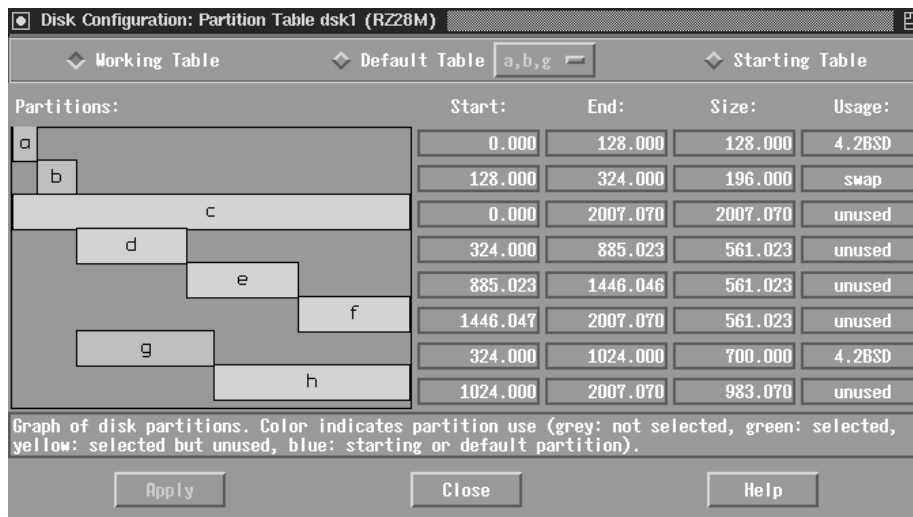 Disk Configuration: Partition Table dsk1 (RZ28M)
Working Table Default Table a,b,g Starting Table
Partitions: Start: End: Size: Usage:
a 0.000 128.000 128.000 4.2BSD
b 128.000 324.000 196.000 swap
c 0.000 2007.070 2007.070 unused
d 324.000 885.023 561.023 unused
e 885.023 1446.046 561.023 unused
f 1446.047 2007.070 561.023 unused
g 324.000 1024.000 700.000 4.2BSD
h 1024.000 2007.070 983.070 unused
Graph of disk partitions. Color indicates partition use (grey: not selected, green: selected,
yellow: selected but unused, blue: starting or default partition).
Apply Close Help